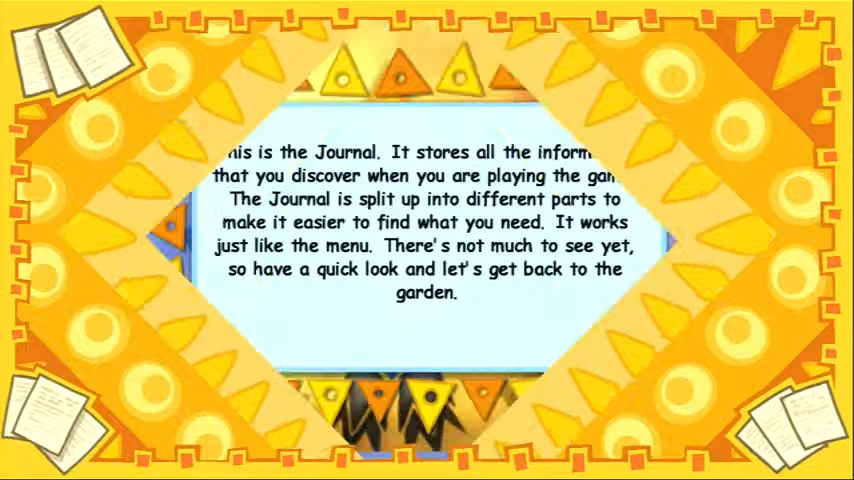 his is the Journal. It stores all the inform
that you discover when you are playing the gam
The Journal is split up into different parts to
make it easier to find what you need. It works
just like the menu. There's not much to see yet,
so have a quick look and let's get back to the
garden.